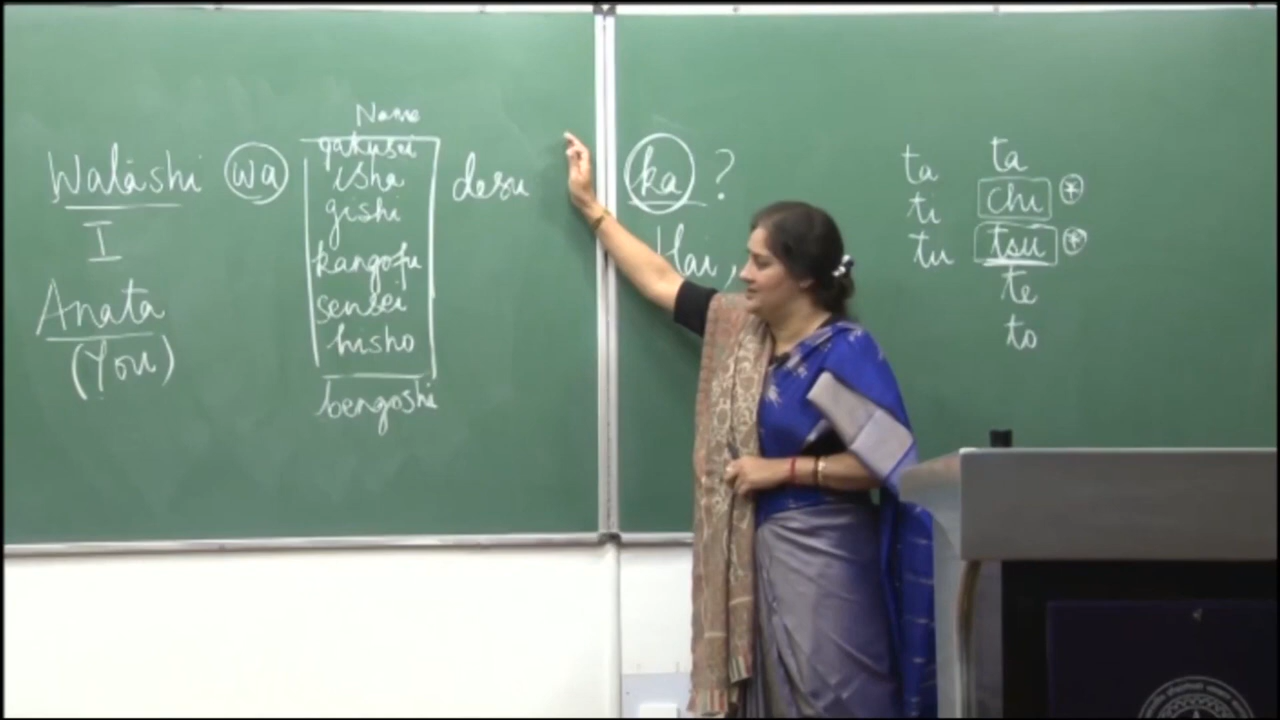 Name
Watashi wa gakusei desu ka ?
isha
gishi
I
kangofu
Hai ,
Anata
sensei
(You)
hisho
bengoshi
ta ta
ti chi *
tu tsu *
te
to